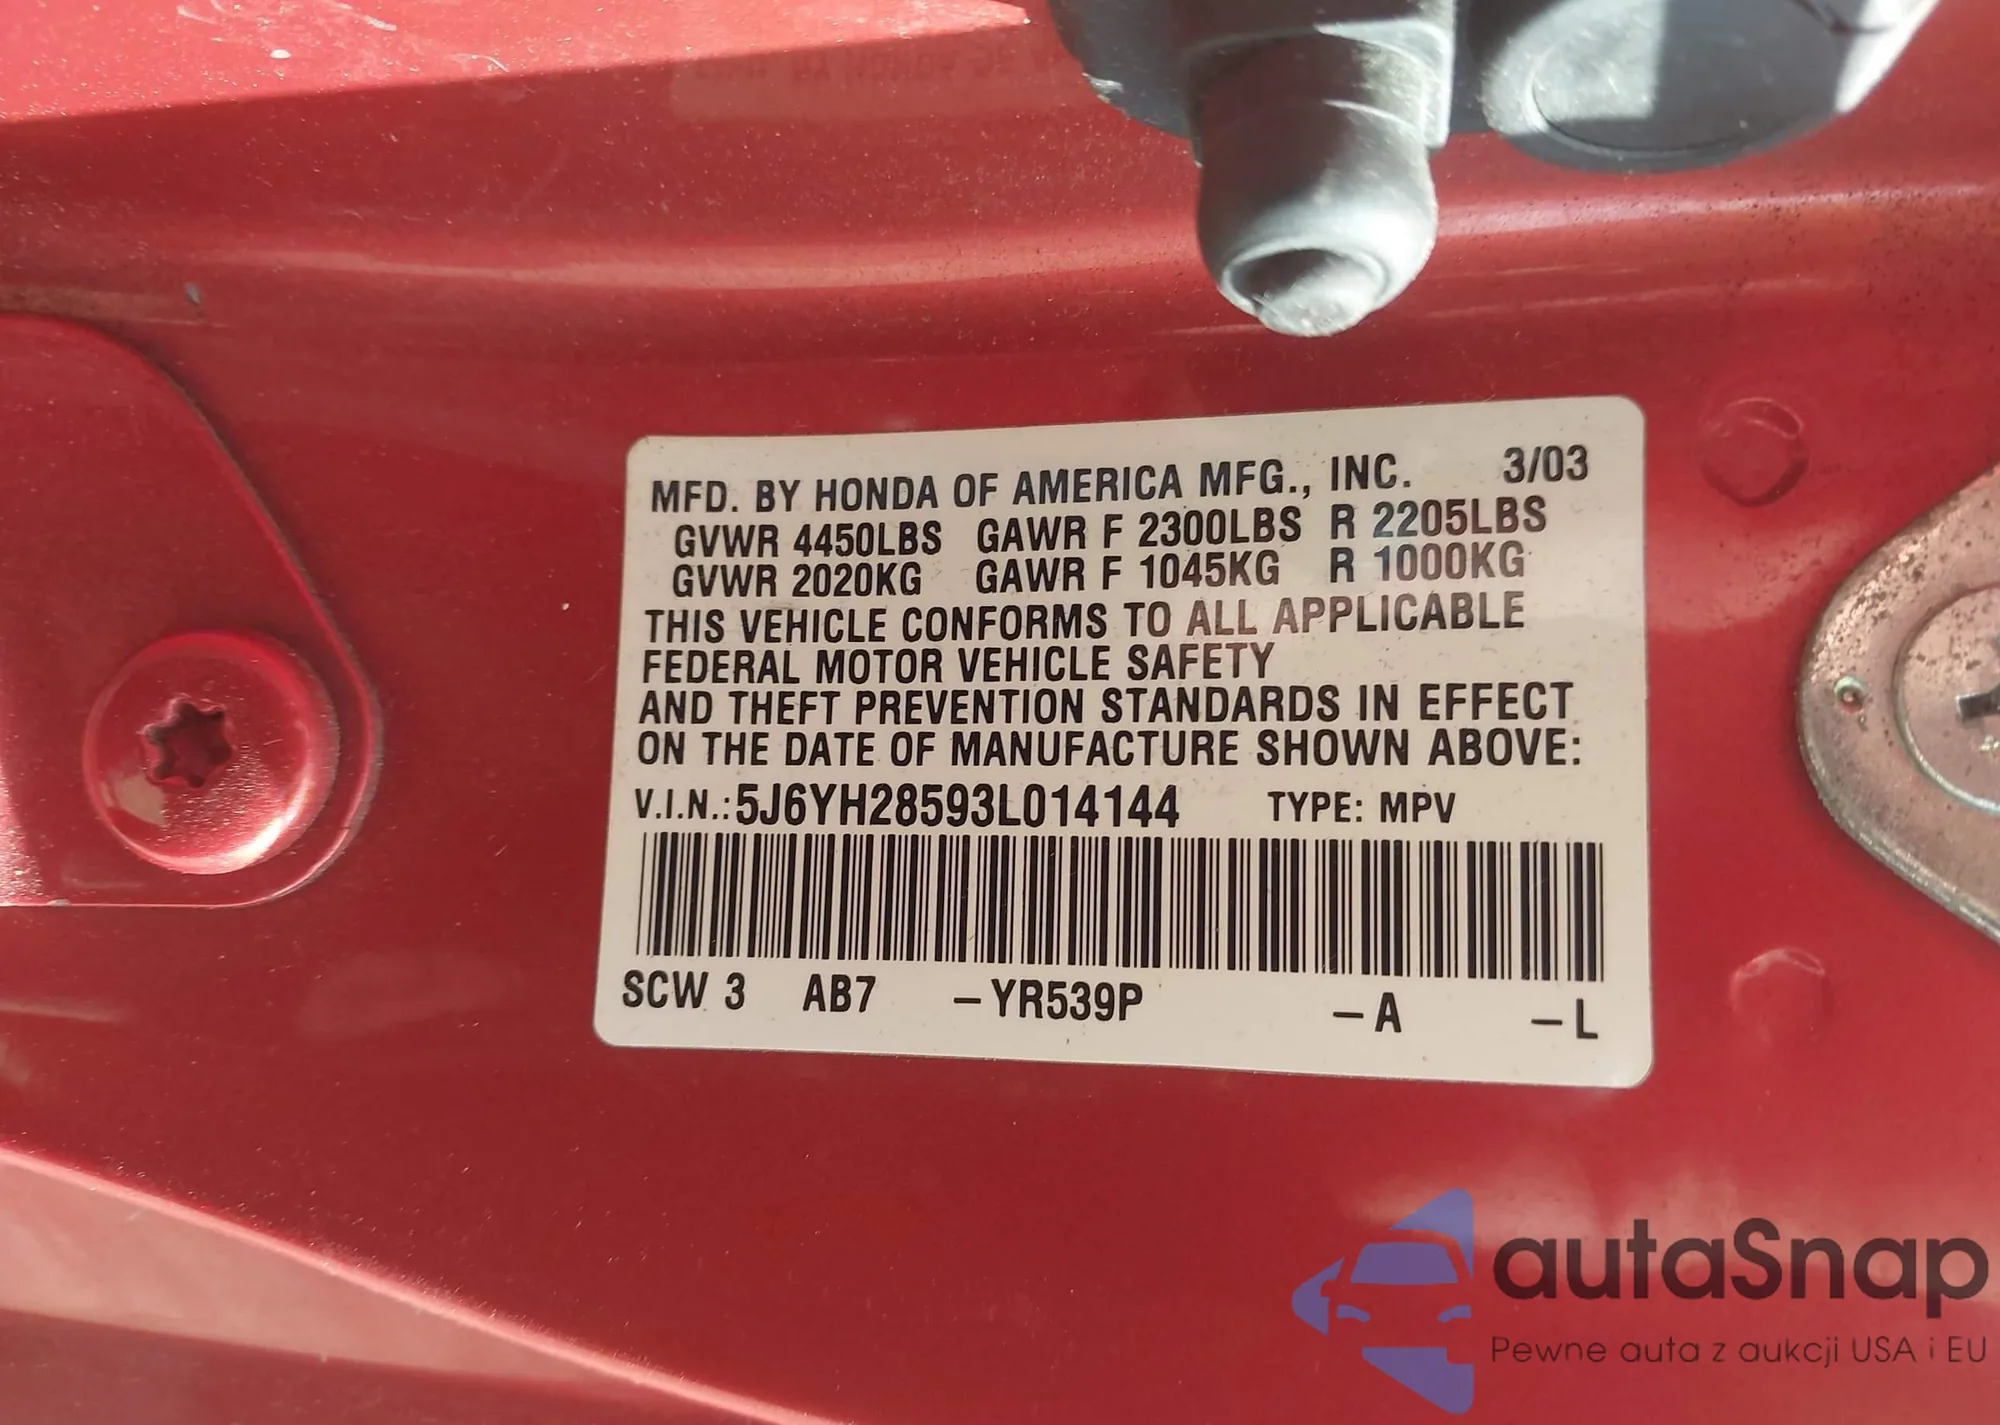 MFD. BY HONDA OF AMERICA MFG., INC. 3/03
GVWR 4450LBS GAWR F 2300LBS R 2205LBS
GVWR 2020KG GAWR F 1045KG R 1000KG
THIS VEHICLE CONFORMS TO ALL APPLICABLE
FEDERAL MOTOR VEHICLE SAFETY
AND THEFT PREVENTION STANDARDS IN EFFECT
ON THE DATE OF MANUFACTURE SHOWN ABOVE:
V.I.N.: 5J6YH28593L014144 TYPE: MPV
SCW 3 AB7 –YR539P –A –L
autaSnap
Pewne auta z aukcji USA i EU